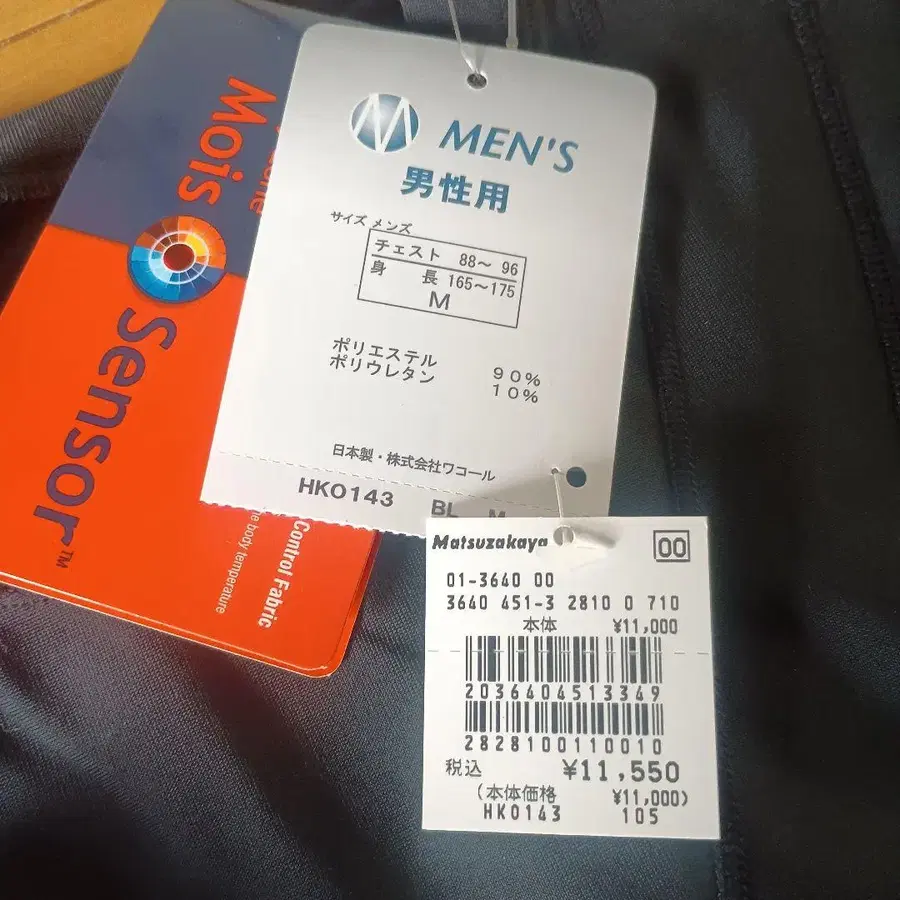 Mois
Sensor™
Control Fabric
body temperature
M MEN'S
男性用
サイズ メンズ
チェスト 88〜 96
身 長 165〜175
M
ポリエステル 90%
ポリウレタン 10%
日本製・株式会社ワコール
HK0143 BL M
Matsuzakaya 00
01-3640 00
3640 451-3 2810 0 710
本体 ¥11,000
2036404513349
2828100110010
税込 ¥11,550
(本体価格 ¥11,000)
HK0143 105